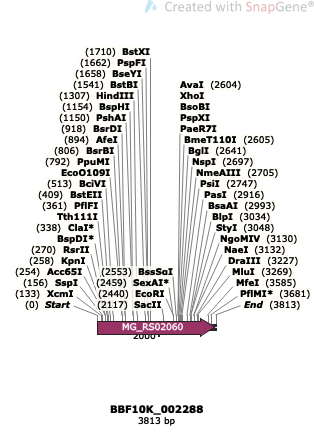 Created with SnapGene®
(1710) BstXI
(1662) PspFI
(1658) BseYI
(1541) BstBI
(1307) HindIII
(1154) BspHI
(1150) PshAI
(918) BsrDI
(894) AfeI
(806) BsrBI
(792) PpuMI
EcoO109I
(513) BciVI
(409) BstEII
(361) PflFI
Tth111I
(338) ClaI*
BspDI*
(270) RsrII
(258) KpnI
(254) Acc65I
(156) SspI
(133) XcmI
(0) Start
(2553) BssSαI
(2459) SexAI*
(2440) EcoRI
(2117) SacII
AvaI (2604)
XhoI
BsoBI
PspXI
PaeR7I
BmeT110I (2605)
BglI (2641)
NspI (2697)
NmeAIII (2705)
PsiI (2747)
PasI (2916)
BsaAI (2993)
BlpI (3034)
StyI (3048)
NgoMIV (3130)
NaeI (3132)
DraIII (3227)
MluI (3269)
MfeI (3585)
PflMI* (3681)
End (3813)
MG_RS02060
2000
BBF10K_002288
3813 bp